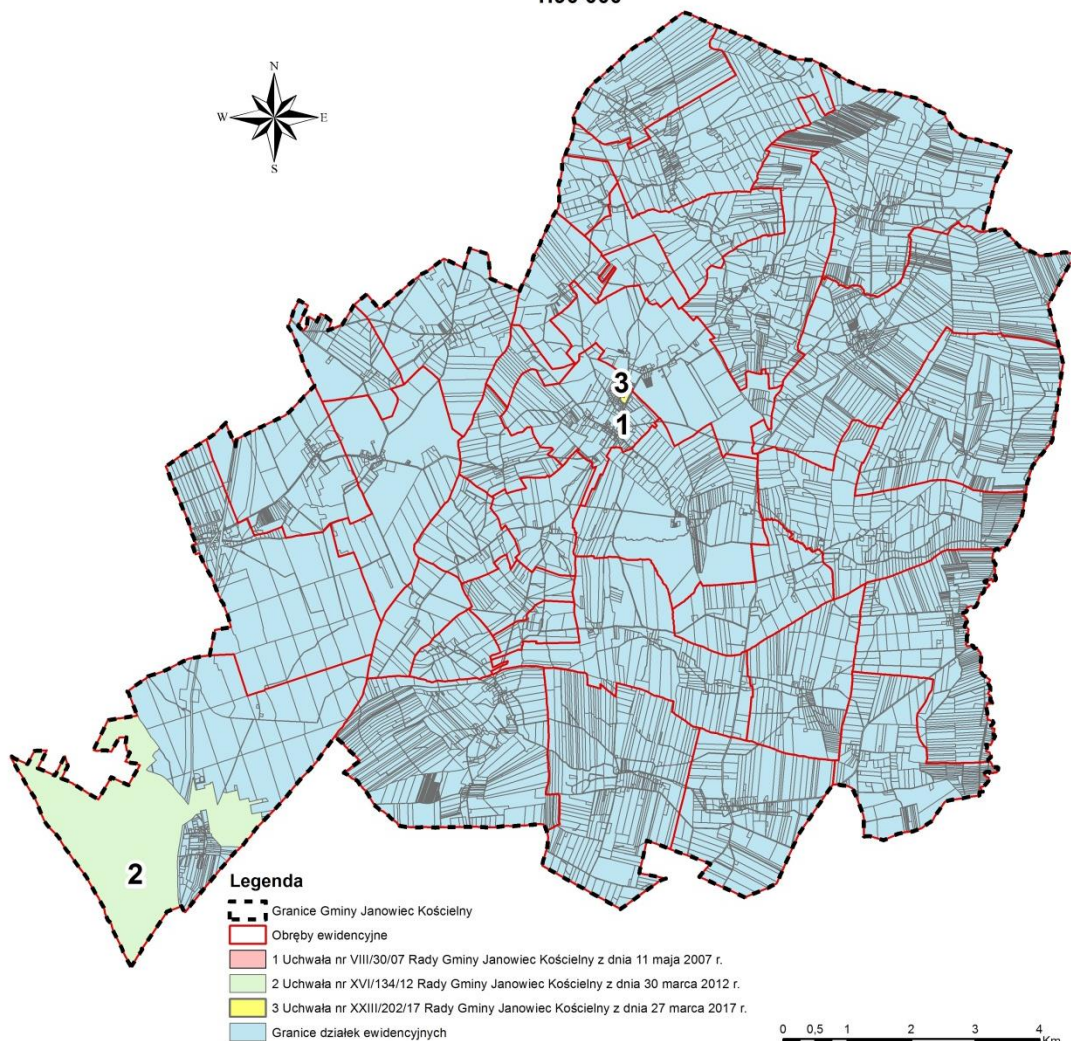 N
W E
S
3
1
2
Legenda
Granice Gminy Janowiec Kościelny
Obręby ewidencyjne
1 Uchwała nr VIII/30/07 Rady Gminy Janowiec Kościelny z dnia 11 maja 2007 r.
2 Uchwała nr XVI/134/12 Rady Gminy Janowiec Kościelny z dnia 30 marca 2012 r.
3 Uchwała nr XXIII/202/17 Rady Gminy Janowiec Kościelny z dnia 27 marca 2017 r.
Granice działek ewidencyjnych
0 0,5 1 2 3 4
Km